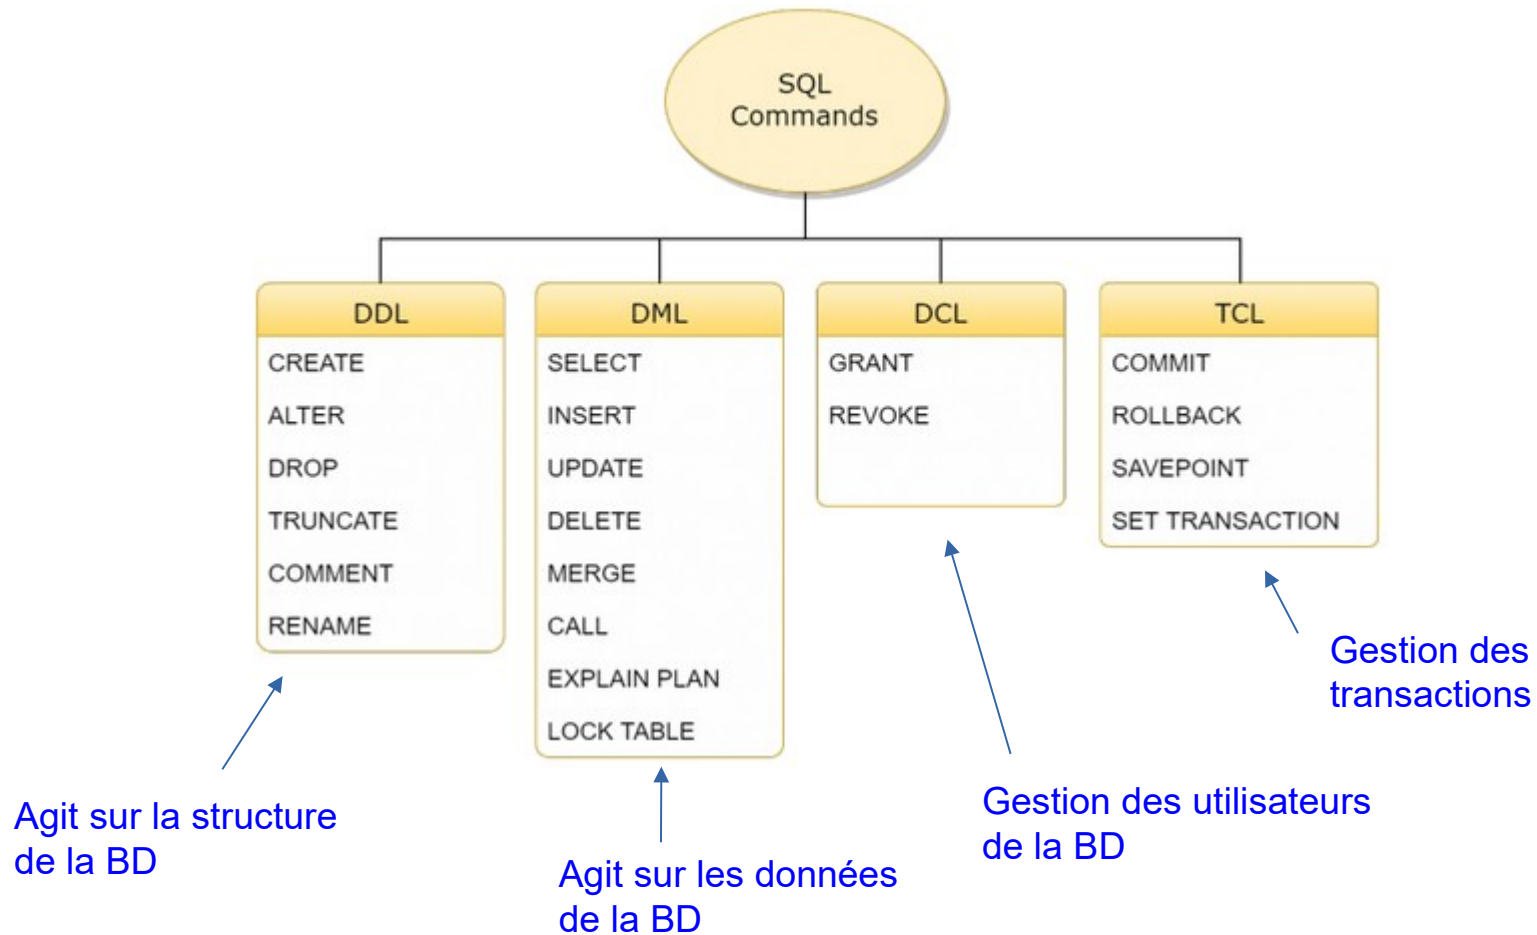 SQL
Commands
DDL
CREATE
ALTER
DROP
TRUNCATE
COMMENT
RENAME
DML
SELECT
INSERT
UPDATE
DELETE
MERGE
CALL
EXPLAIN PLAN
LOCK TABLE
DCL
GRANT
REVOKE
TCL
COMMIT
ROLLBACK
SAVEPOINT
SET TRANSACTION
Agit sur la structure
de la BD
Agit sur les données
de la BD
Gestion des utilisateurs
de la BD
Gestion des
transactions